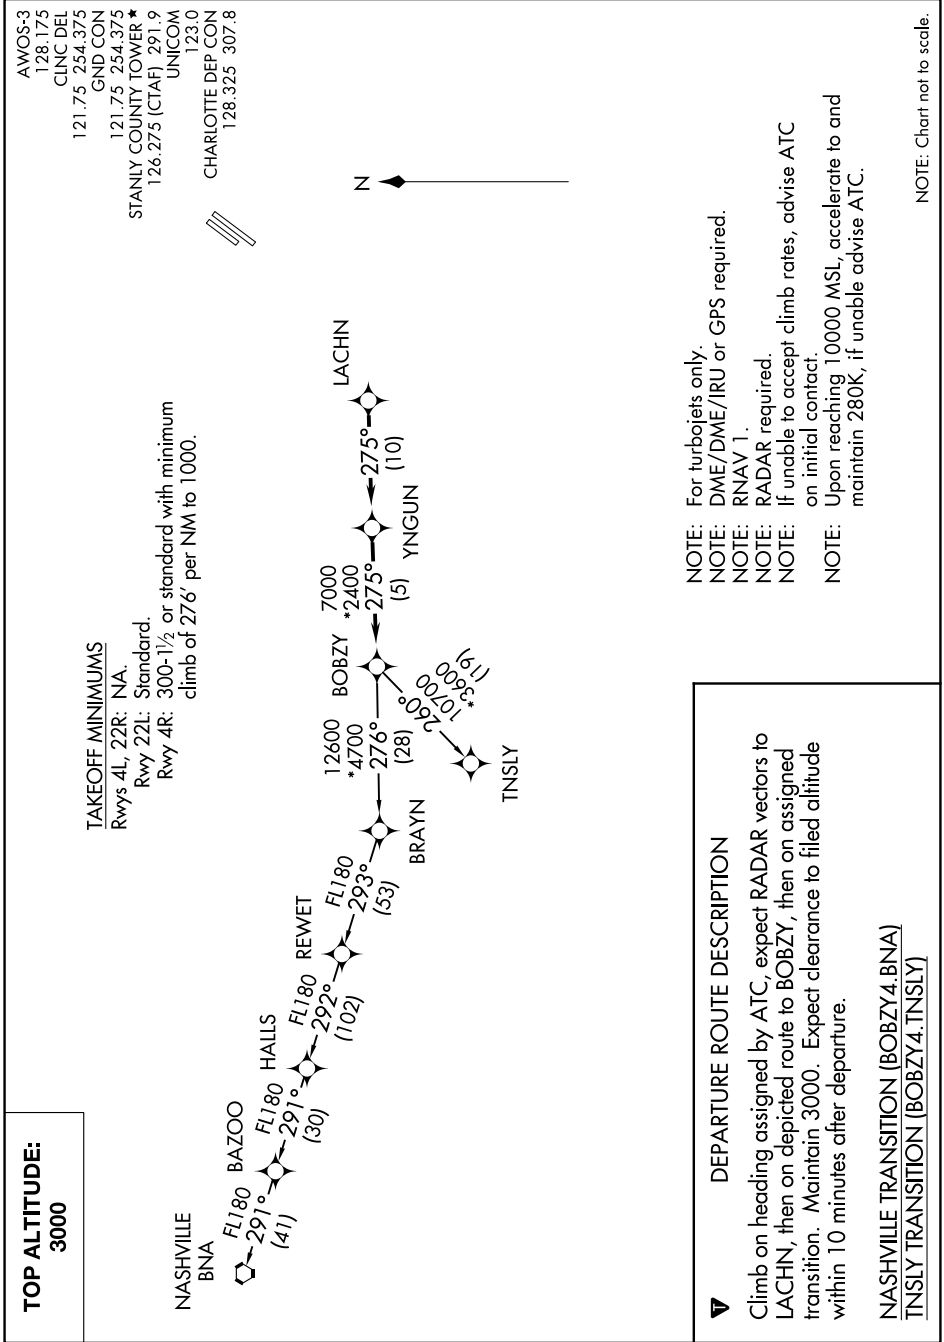 TOP ALTITUDE:
3000
AWOS-3
128.175
CLNC DEL
121.75 254.375
GND CON
121.75 254.375
STANLY COUNTY TOWER★
126.275 (CTAF) 291.9
UNICOM
123.0
CHARLOTTE DEP CON
128.325 307.8
TAKEOFF MINIMUMS
Rwys 4L, 22R: NA.
Rwy 22L: Standard.
Rwy 4R: 300-1½ or standard with minimum
climb of 276' per NM to 1000.
N
NASHVILLE
BNA
FL180
291°
(41)
BAZOO
FL180
291°
(30)
HALLS
FL180
292°
(102)
REWET
FL180
293°
(53)
BRAYN
12600
*4700
276°
(28)
BOBZY
7000
*2400
275°
(5)
YNGUN
275°
(10)
LACHN
260°
10700
*3600
(19)
TNSLY
NOTE: For turbojets only.
NOTE: DME/DME/IRU or GPS required.
NOTE: RNAV 1.
NOTE: RADAR required.
NOTE: If unable to accept climb rates, advise ATC
on initial contact.
NOTE: Upon reaching 10000 MSL, accelerate to and
maintain 280K, if unable advise ATC.
NOTE: Chart not to scale.
T
DEPARTURE ROUTE DESCRIPTION
Climb on heading assigned by ATC, expect RADAR vectors to
LACHN, then on depicted route to BOBZY, then on assigned
transition. Maintain 3000. Expect clearance to filed altitude
within 10 minutes after departure.
NASHVILLE TRANSITION (BOBZY4.BNA)
TNSLY TRANSITION (BOBZY4.TNSLY)